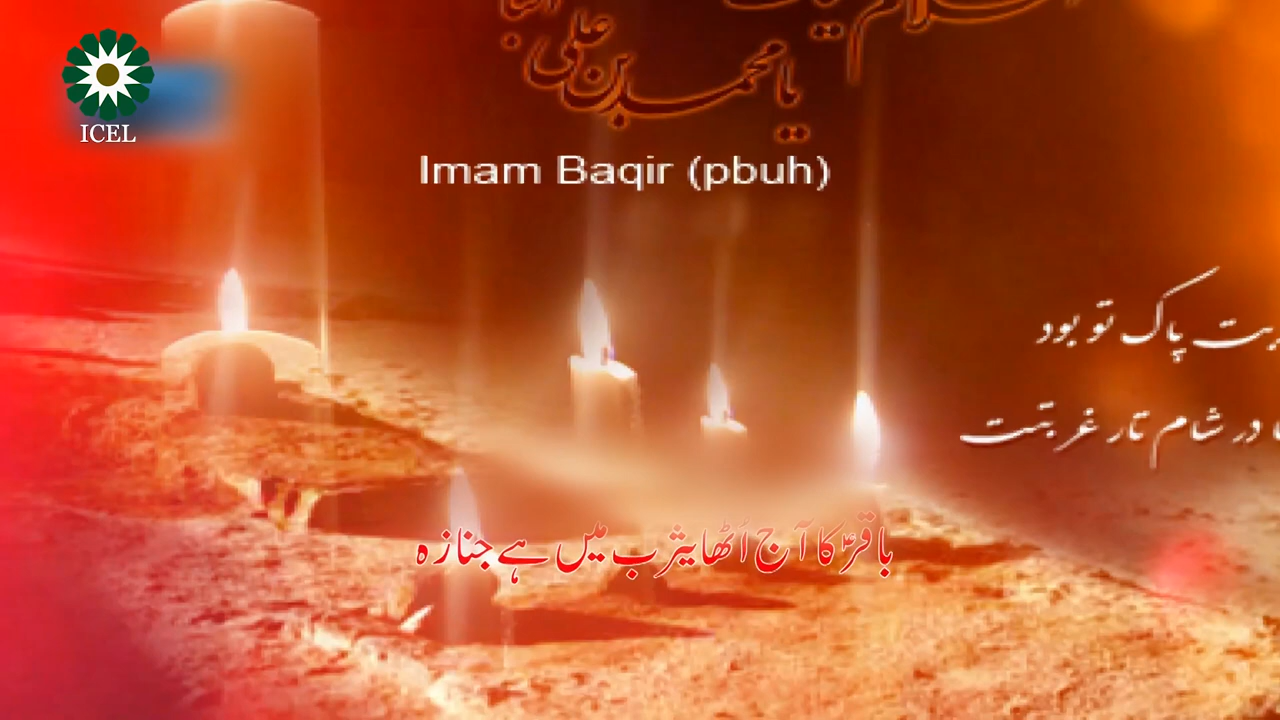 ICEL
یا محمد بن علی
Imam Baqir (pbuh)
پاک تو بود
در شام تار غربتت
باقرؑ کا آج اُٹھا یثرب میں ہے جنازہ